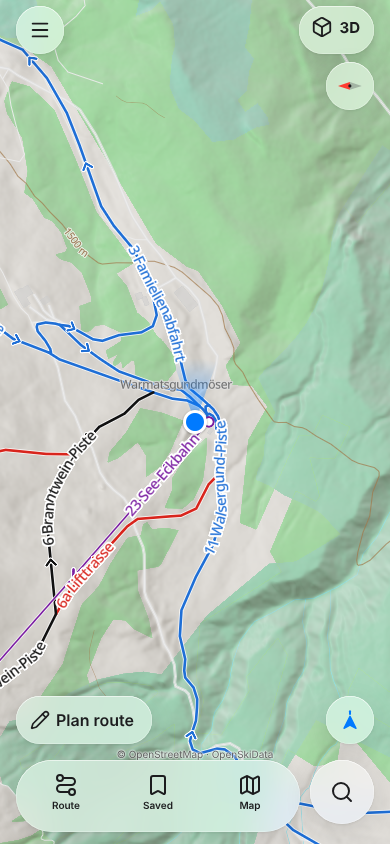 3D
1500 m
3·Famielienabfahrt
Warmatsgundmöser
23·See-Eckbahn
6·Branntwein-Piste
11·Walsergund-Piste
6a·Lifttrasse
wein-Piste
Plan route
© OpenStreetMap · OpenSkiData
Route
Saved
Map